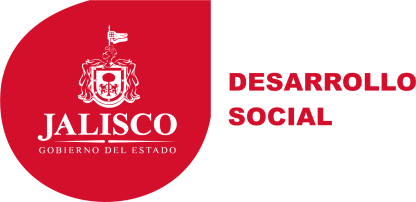 JALISCO
GOBIERNO DEL ESTADO
DESARROLLO
SOCIAL